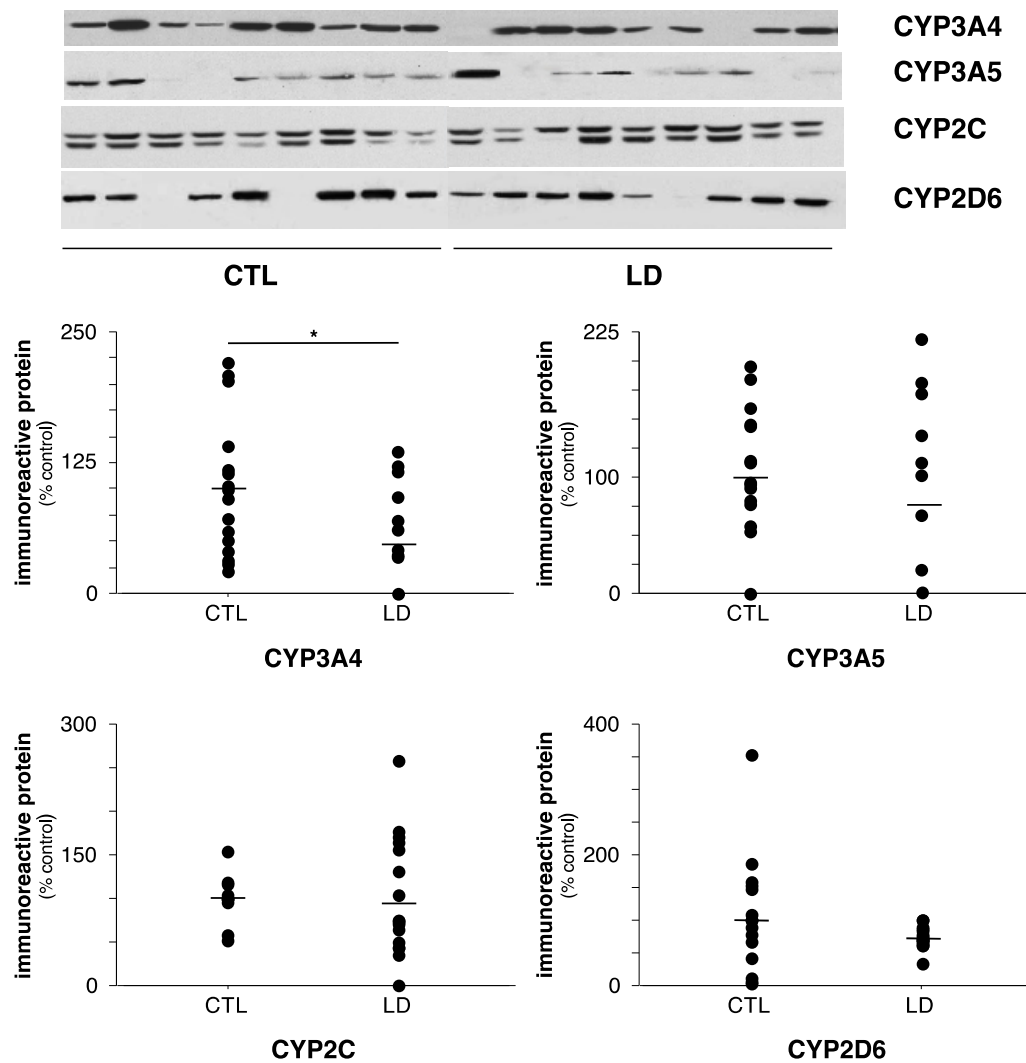 CYP3A4
CYP3A5
CYP2C
CYP2D6
CTL LD
immunoreactive protein
(% control)
250
*
125
0
CTL LD
CYP3A4
immunoreactive protein
(% control)
225
100
0
CTL LD
CYP3A5
immunoreactive protein
(% control)
300
150
0
CTL LD
CYP2C
immunoreactive protein
(% control)
400
200
0
CTL LD
CYP2D6